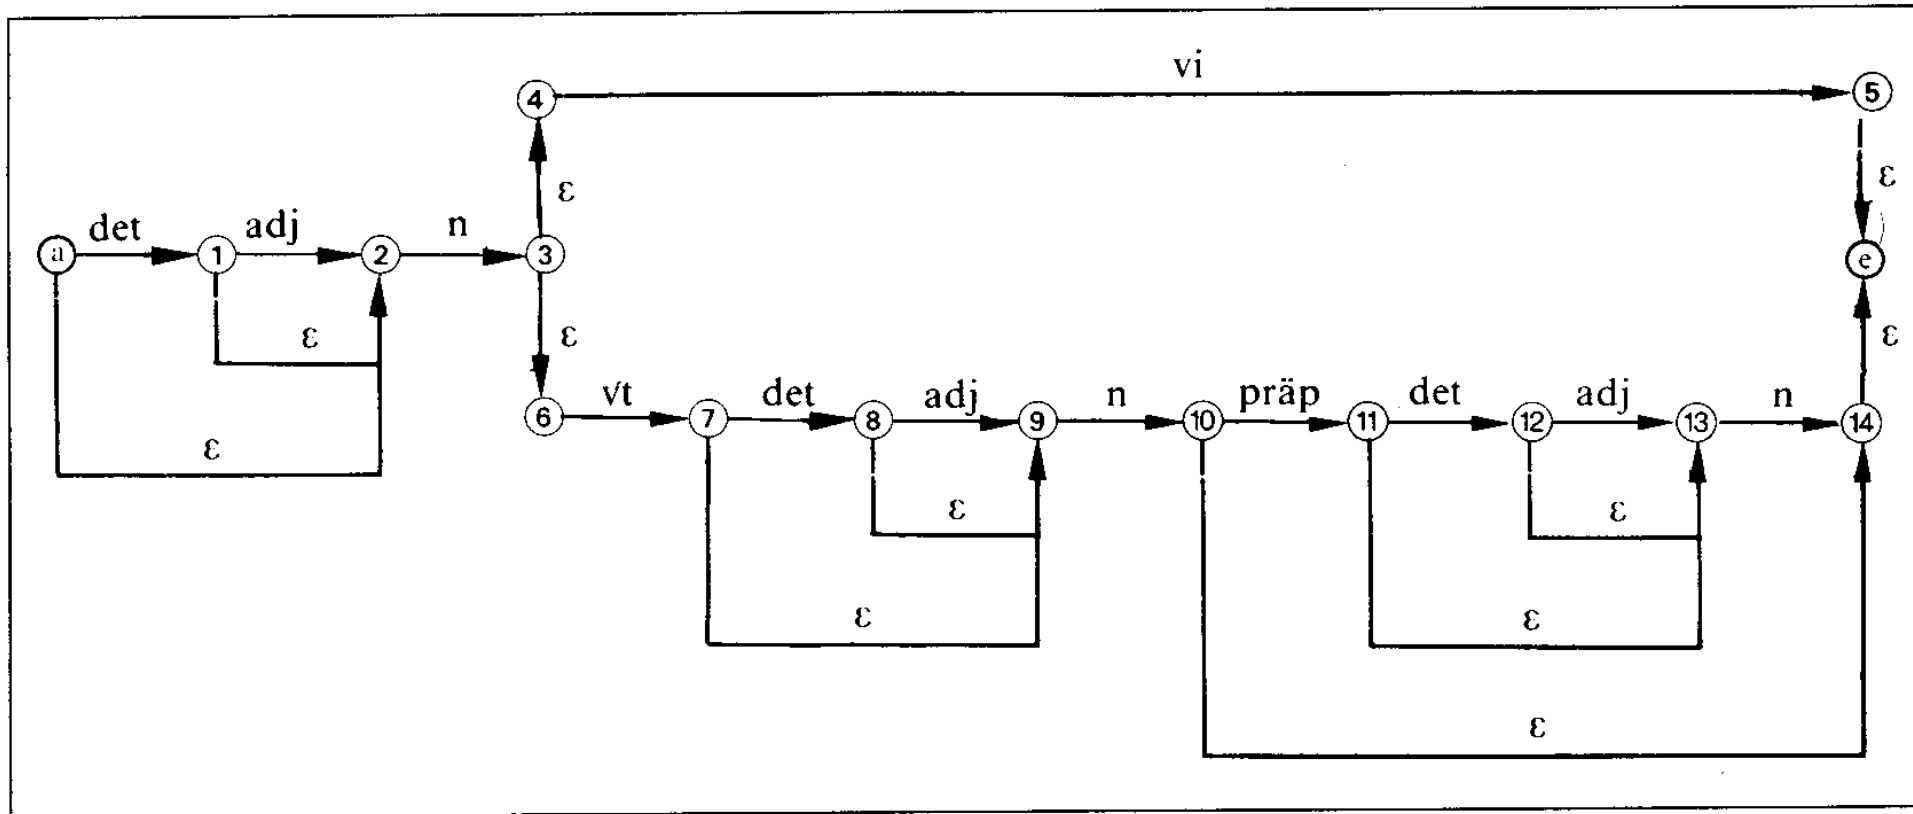 vi
4 5
ε ε
det adj n
a 1 2 3 e
ε ε ε
vt det adj n präp det adj n
6 7 8 9 10 11 12 13 14
ε
ε ε
ε ε
ε